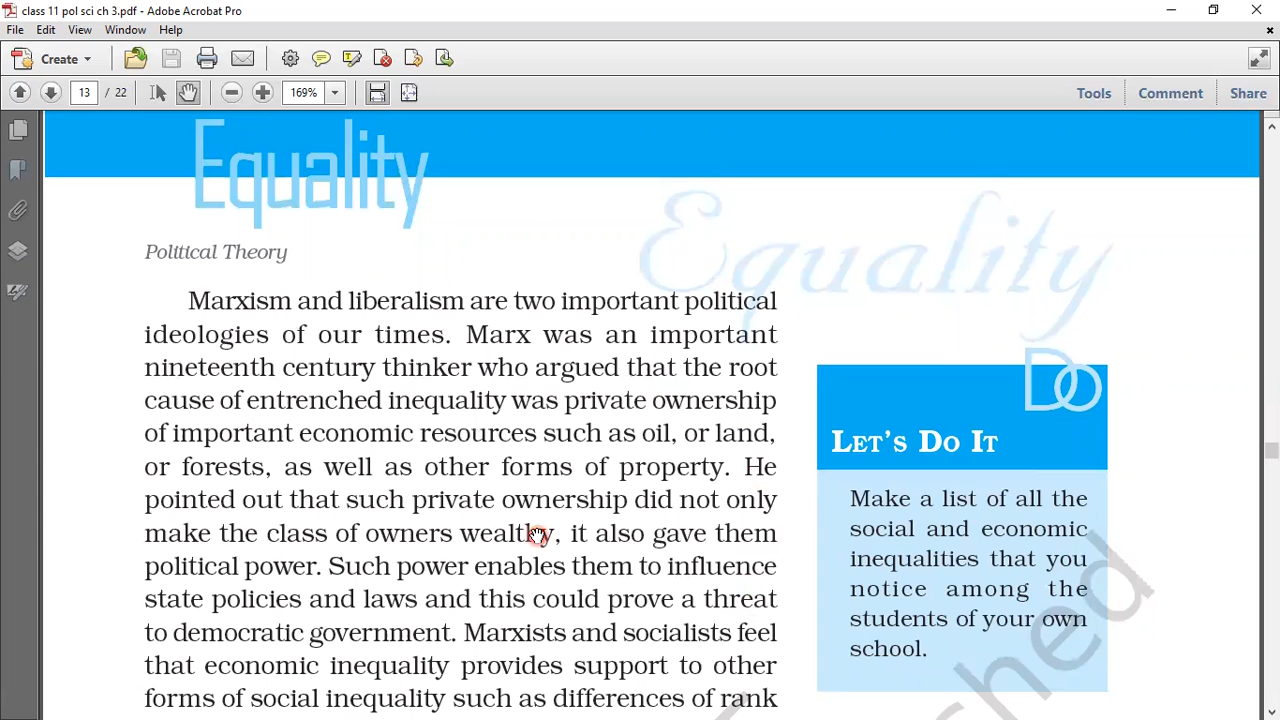 class 11 pol sci ch 3.pdf - Adobe Acrobat Pro
File Edit View Window Help
Create
13 / 22 169% Tools Comment Share
Equality
Equality
Political Theory
Marxism and liberalism are two important political
ideologies of our times. Marx was an important
nineteenth century thinker who argued that the root
cause of entrenched inequality was private ownership
of important economic resources such as oil, or land,
or forests, as well as other forms of property. He
pointed out that such private ownership did not only
make the class of owners wealthy, it also gave them
political power. Such power enables them to influence
state policies and laws and this could prove a threat
to democratic government. Marxists and socialists feel
that economic inequality provides support to other
forms of social inequality such as differences of rank
Do
LET'S DO IT
Make a list of all the
social and economic
inequalities that you
notice among the
students of your own
school.